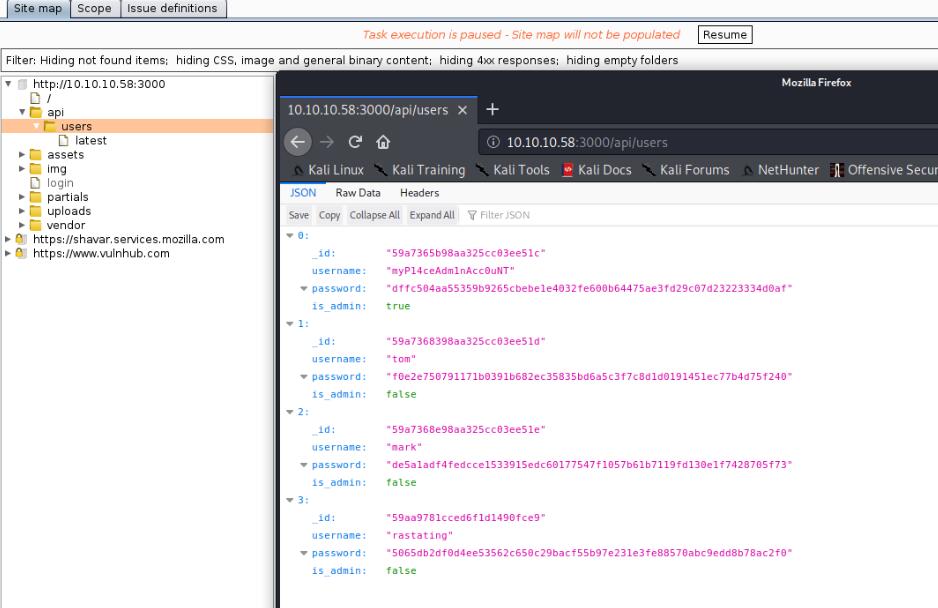 Site map Scope Issue definitions
Task execution is paused - Site map will not be populated Resume
Filter: Hiding not found items; hiding CSS, image and general binary content; hiding 4xx responses; hiding empty folders
http://10.10.10.58:3000
/
api
users
latest
assets
img
login
partials
uploads
vendor
https://shavar.services.mozilla.com
https://www.vulnhub.com
Mozilla Firefox
10.10.10.58:3000/api/users
10.10.10.58:3000/api/users
Kali Linux Kali Training Kali Tools Kali Docs Kali Forums NetHunter Offensive Secur
JSON Raw Data Headers
Save Copy Collapse All Expand All Filter JSON
0:
_id: "59a7365b98aa325cc03ee51c"
username: "myP14ceAdm1nAcc0uNT"
password: "dffc504aa55359b9265cbebe1e4032fe600b64475ae3fd29c07d23223334d0af"
is_admin: true
1:
_id: "59a7368398aa325cc03ee51d"
username: "tom"
password: "f0e2e750791171b0391b682ec35835bd6a5c3f7c8d1d0191451ec77b4d75f240"
is_admin: false
2:
_id: "59a7368e98aa325cc03ee51e"
username: "mark"
password: "de5a1adf4fedcce1533915edc60177547f1057b61b7119fd130e1f7428705f73"
is_admin: false
3:
_id: "59aa9781cced6f1d1490fce9"
username: "rastating"
password: "5065db2df0d4ee53562c650c29bacf55b97e231e3fe88570abc9edd8b78ac2f0"
is_admin: false